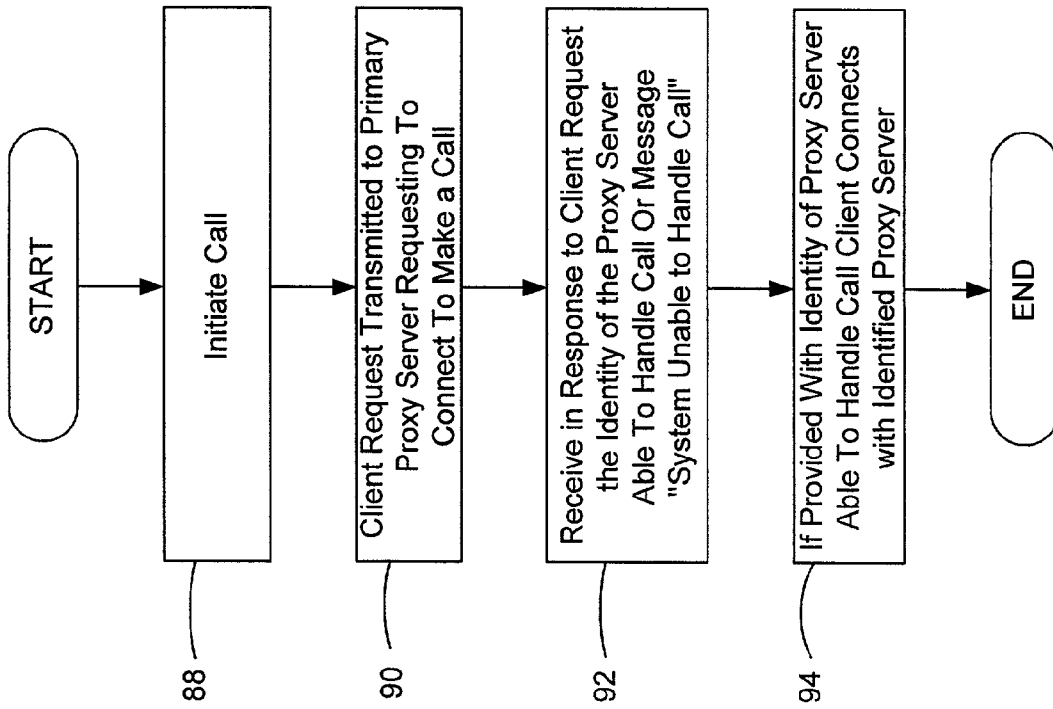 START
Initiate Call
88
Client Request Transmitted to Primary
Proxy Server Requesting To
Connect To Make a Call
90
Receive in Response to Client Request
the Identity of the Proxy Server
Able To Handle Call Or Message
"System Unable to Handle Call"
92
If Provided With Identity of Proxy Server
Able To Handle Call Client Connects
with Identified Proxy Server
94
END